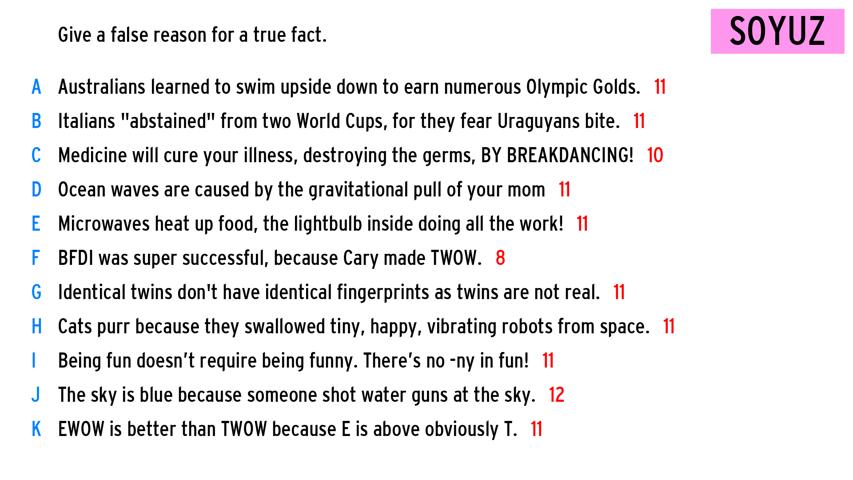 Give a false reason for a true fact.
SOYUZ
A Australians learned to swim upside down to earn numerous Olympic Golds. 11
B Italians "abstained" from two World Cups, for they fear Uraguyans bite. 11
C Medicine will cure your illness, destroying the germs, BY BREAKDANCING! 10
D Ocean waves are caused by the gravitational pull of your mom 11
E Microwaves heat up food, the lightbulb inside doing all the work! 11
F BFDI was super successful, because Cary made TWOW. 8
G Identical twins don't have identical fingerprints as twins are not real. 11
H Cats purr because they swallowed tiny, happy, vibrating robots from space. 11
I Being fun doesn’t require being funny. There’s no -ny in fun! 11
J The sky is blue because someone shot water guns at the sky. 12
K EWOW is better than TWOW because E is above obviously T. 11